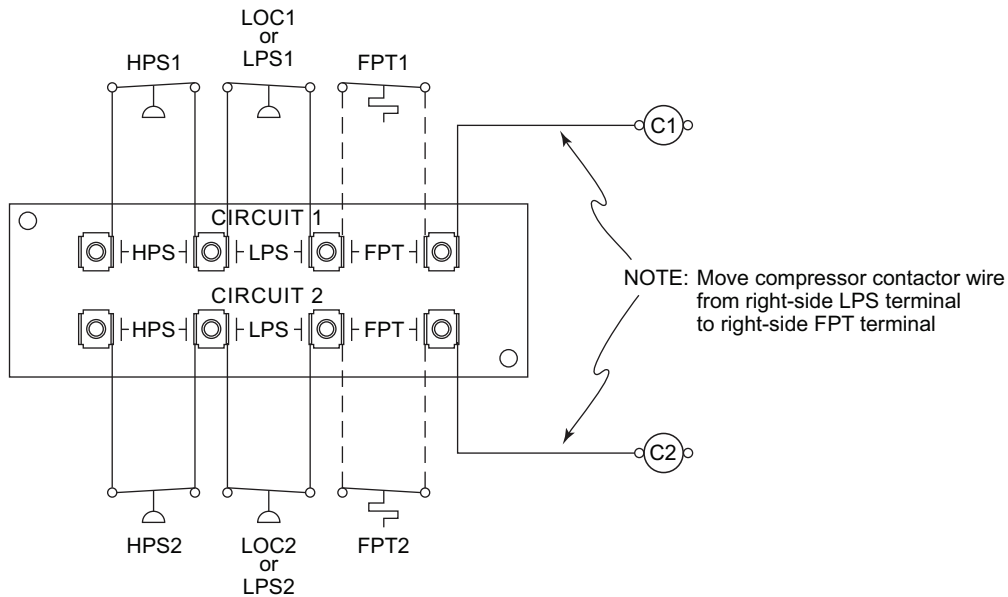 LOC1
or
LPS1
HPS1
FPT1
C1
CIRCUIT 1
HPS
LPS
FPT
NOTE: Move compressor contactor wire
from right-side LPS terminal
to right-side FPT terminal
CIRCUIT 2
HPS
LPS
FPT
C2
HPS2
LOC2
or
LPS2
FPT2